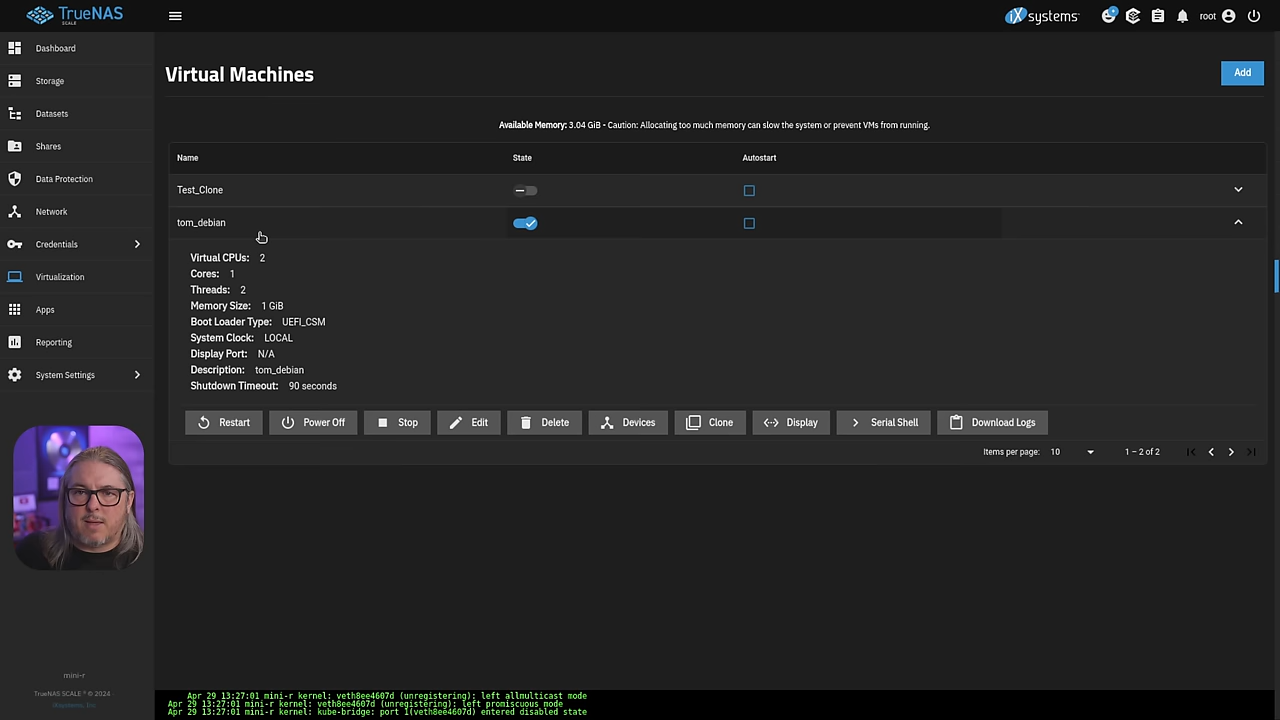 TrueNAS
SCALE
iX systems
root
Dashboard
Storage
Datasets
Shares
Data Protection
Network
Credentials
Virtualization
Apps
Reporting
System Settings
mini-r
TrueNAS SCALE ® © 2024
iXsystems, Inc
Virtual Machines
Add
Available Memory: 3.04 GiB - Caution: Allocating too much memory can slow the system or prevent VMs from running.
Name State Autostart
Test_Clone
tom_debian
Virtual CPUs: 2
Cores: 1
Threads: 2
Memory Size: 1 GiB
Boot Loader Type: UEFI_CSM
System Clock: LOCAL
Display Port: N/A
Description: tom_debian
Shutdown Timeout: 90 seconds
Restart Power Off Stop Edit Delete Devices Clone Display Serial Shell Download Logs
Items per page: 10 1 – 2 of 2
Apr 29 13:27:01 mini-r kernel: veth8ee4607d (unregistering): left allmulticast mode
Apr 29 13:27:01 mini-r kernel: veth8ee4607d (unregistering): left promiscuous mode
Apr 29 13:27:01 mini-r kernel: kube-bridge: port 1(veth8ee4607d) entered disabled state